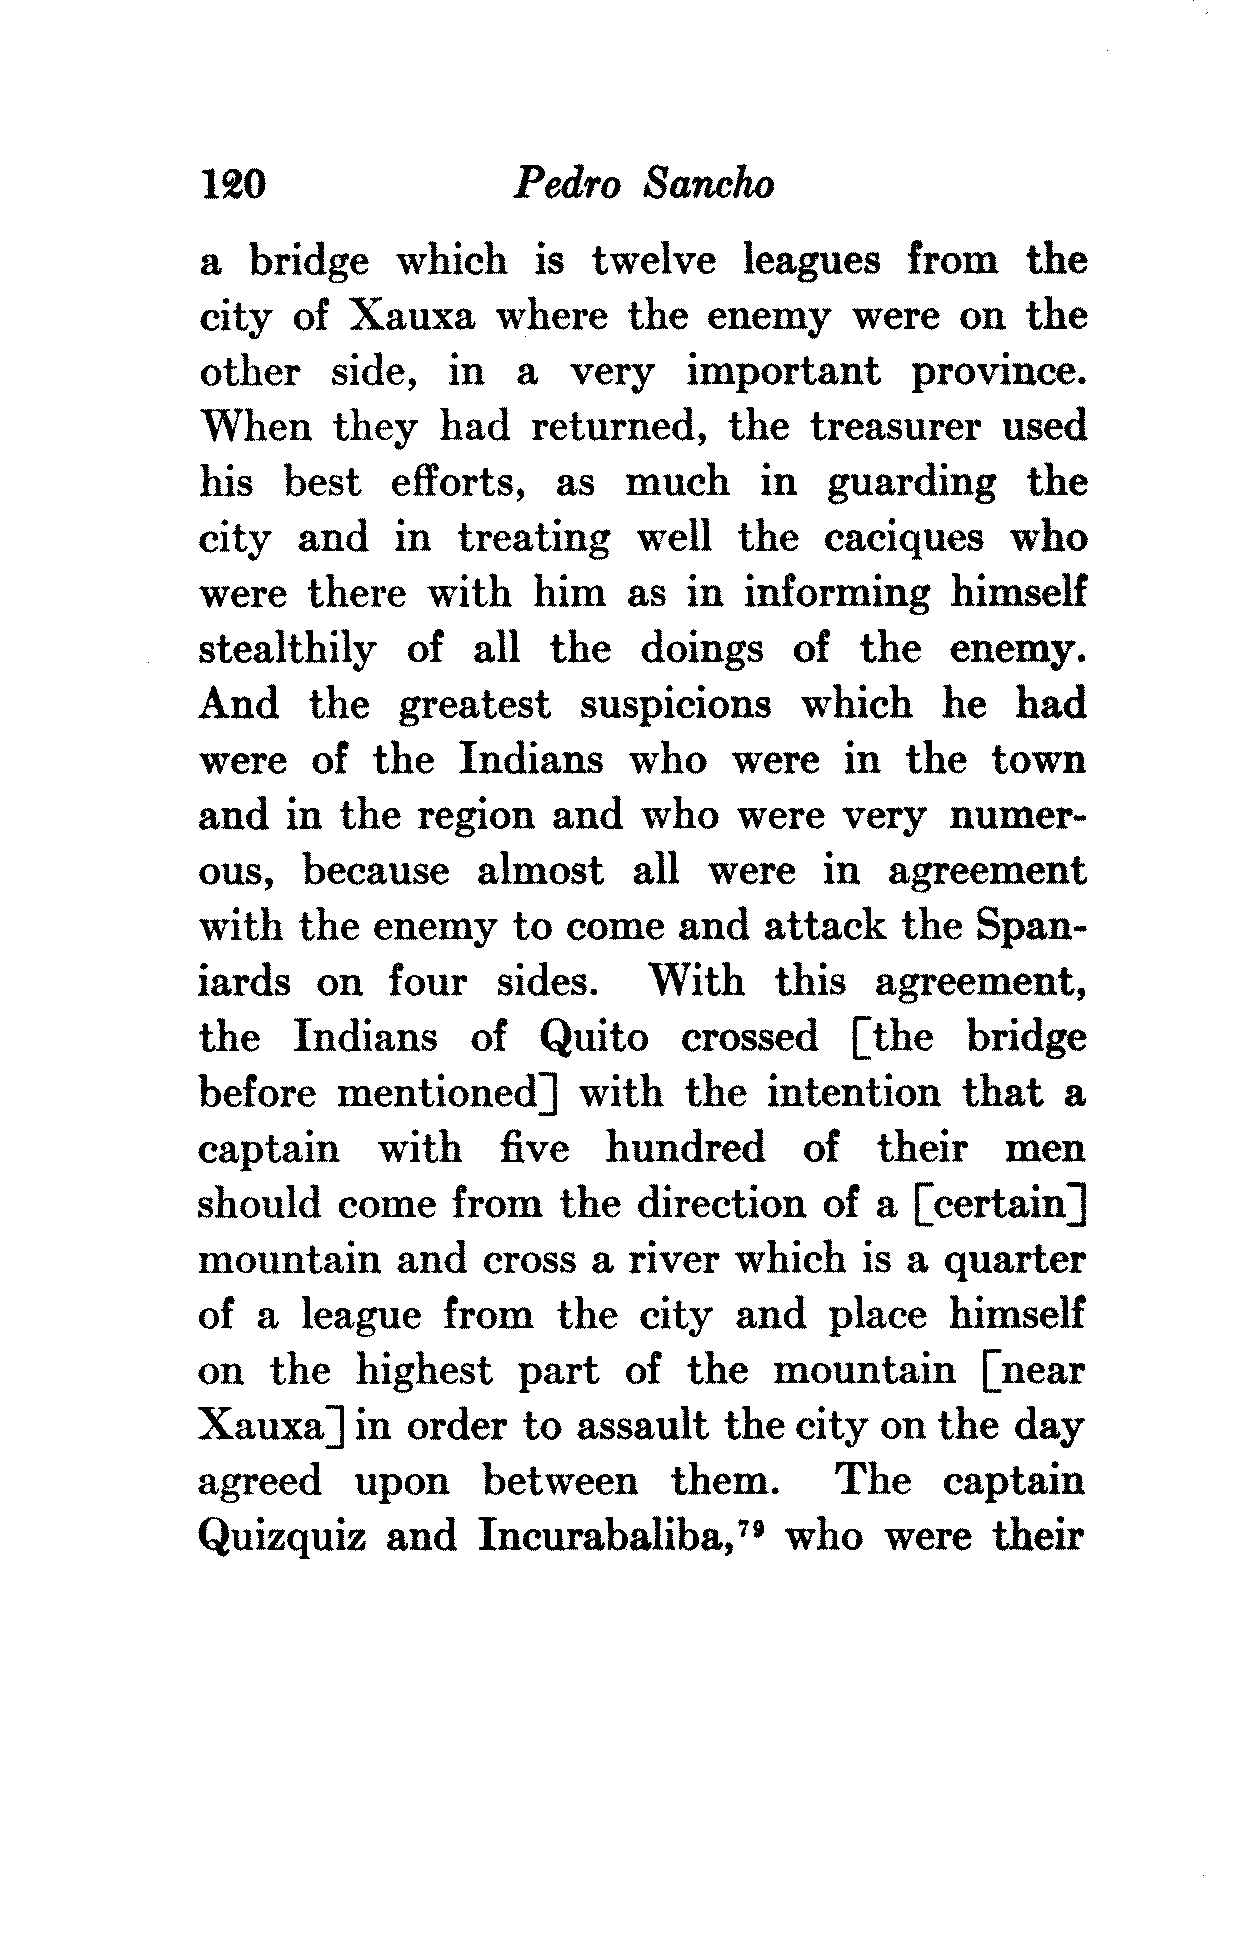 120 Pedro Sancho
a bridge which is twelve leagues from the
city of Xauxa where the enemy were on the
other side, in a very important province.
When they had returned, the treasurer used
his best efforts, as much in guarding the
city and in treating well the caciques who
were there with him as in informing himself
stealthily of all the doings of the enemy.
And the greatest suspicions which he had
were of the Indians who were in the town
and in the region and who were very numer-
ous, because almost all were in agreement
with the enemy to come and attack the Span-
iards on four sides. With this agreement,
the Indians of Quito crossed [the bridge
before mentioned] with the intention that a
captain with five hundred of their men
should come from the direction of a [certain]
mountain and cross a river which is a quarter
of a league from the city and place himself
on the highest part of the mountain [near
Xauxa] in order to assault the city on the day
agreed upon between them. The captain
Quizquiz and Incurabaliba,⁷⁹ who were their